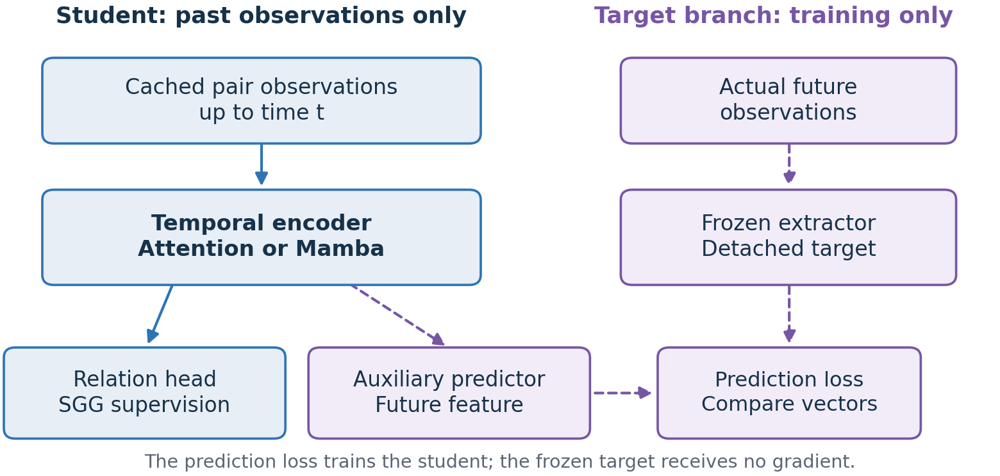 Student: past observations only
Target branch: training only
Cached pair observations
up to time t
Actual future
observations
Temporal encoder
Attention or Mamba
Frozen extractor
Detached target
Relation head
SGG supervision
Auxiliary predictor
Future feature
Prediction loss
Compare vectors
The prediction loss trains the student; the frozen target receives no gradient.